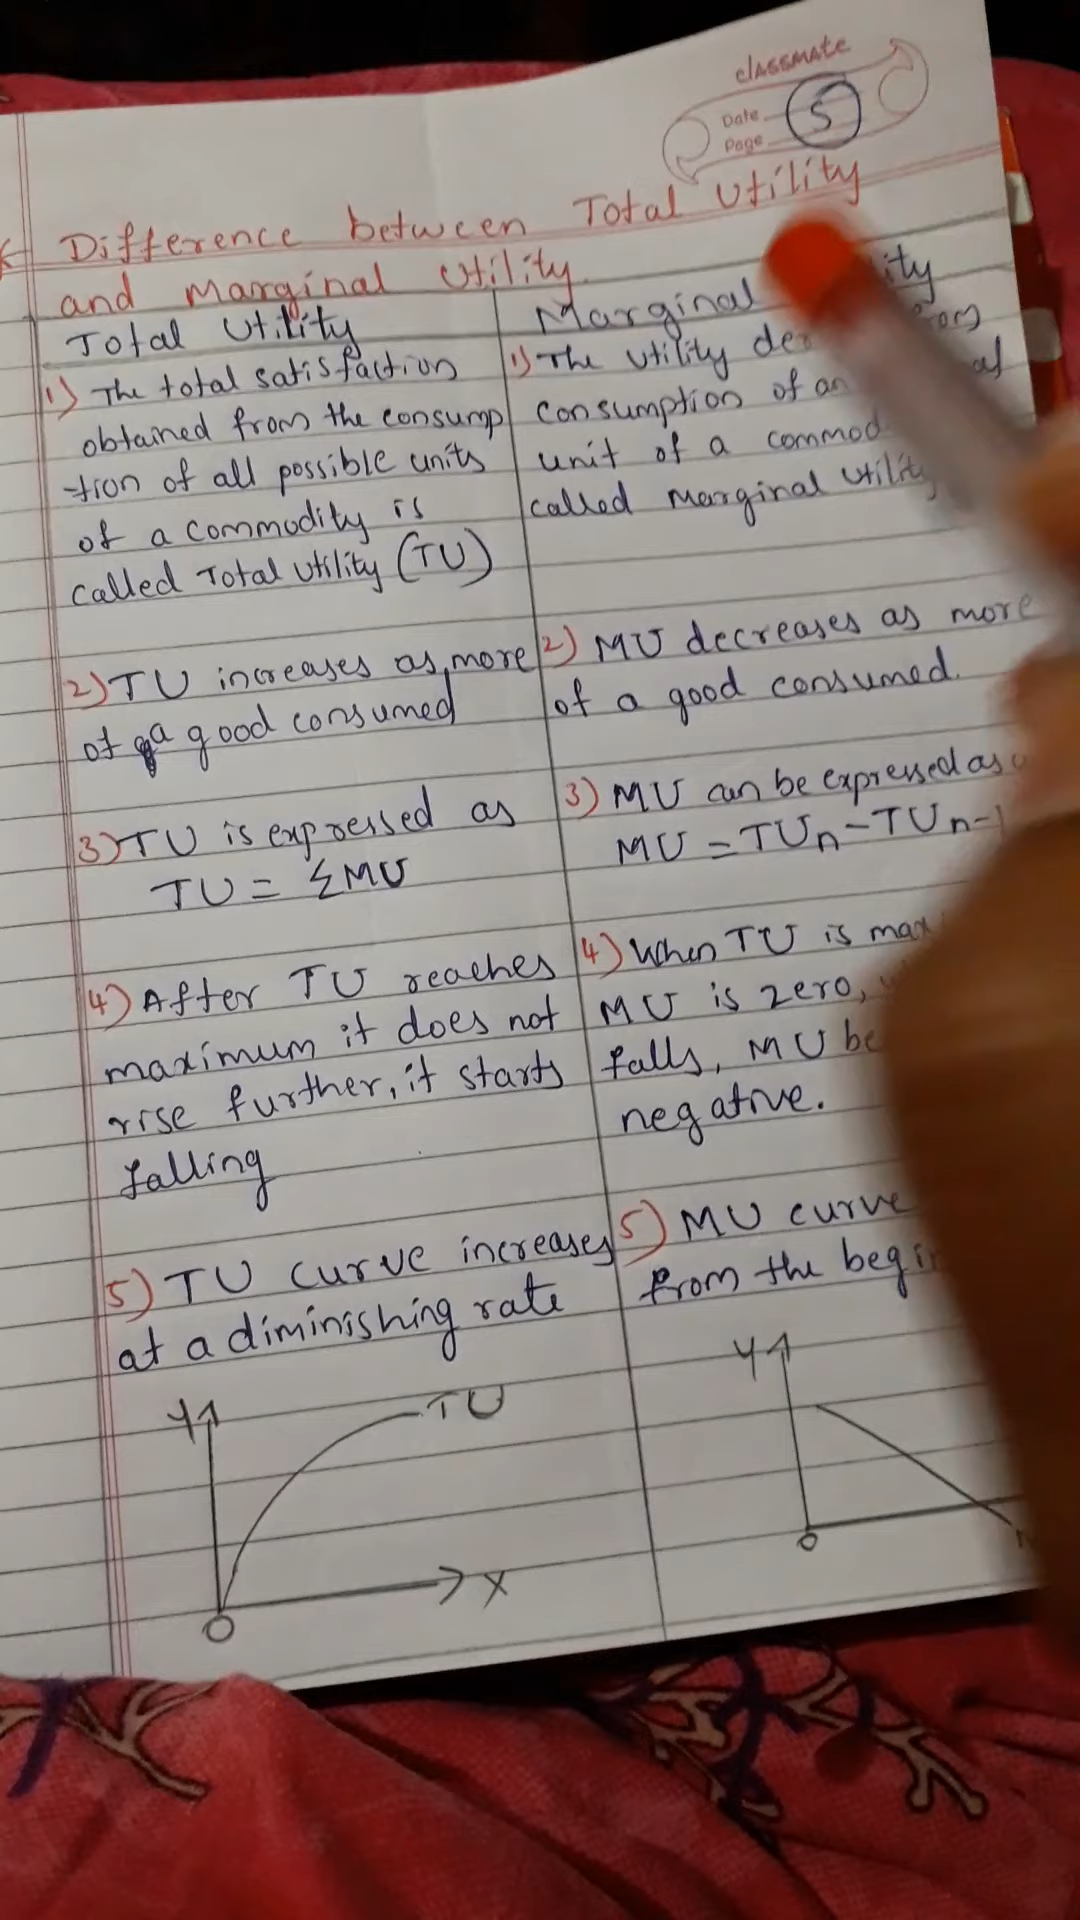 classmate
Date
Page
5
Difference between Total Utility
and Marginal Utility.
Total Utility
1) The total satisfaction
obtained from the consump
tion of all possible units
of a commodity is
called Total Utility (TU)
2) TU increases as more
of a good consumed
3) TU is expressed as
TU = ΣMU
4) After TU reaches
maximum it does not
rise further, it starts
falling
5) TU curve increases
at a diminishing rate
Y
TU
X
O
Marginal
1) The utility
consumption of
unit of a
called Marginal Utility
2) MU decreases as more
of a good consumed.
3) MU can be expressed as
MU = TUn - TUn-1
4) When TU is
MU is zero,
falls, MU
negative.
5) MU curve
from the
Y
O